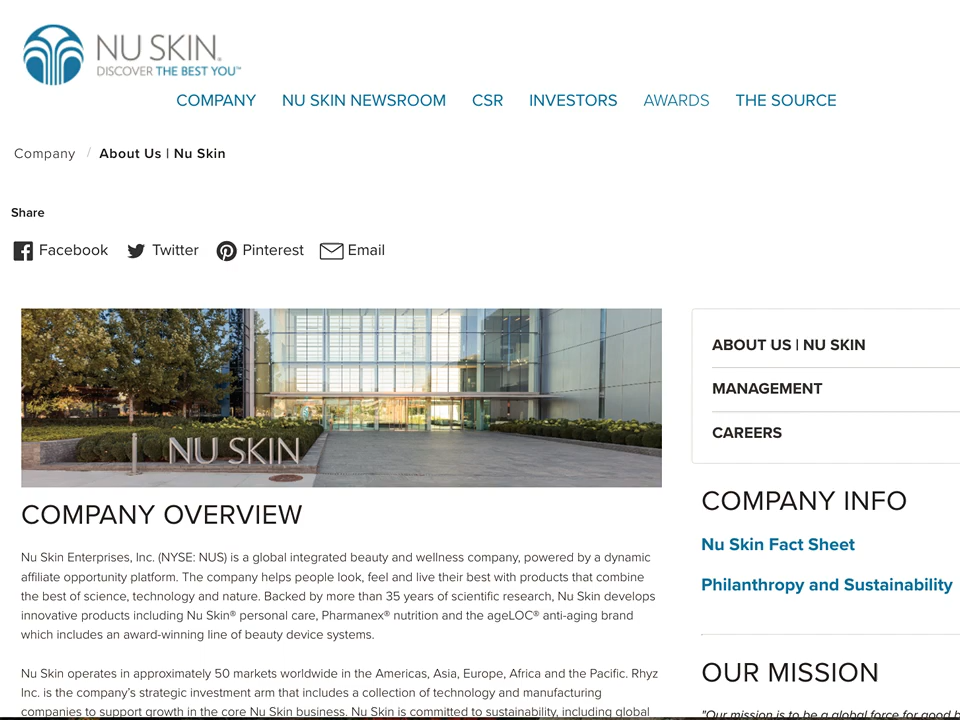 NU SKIN®
DISCOVER THE BEST YOU™
COMPANY NU SKIN NEWSROOM CSR INVESTORS AWARDS THE SOURCE
Company / About Us | Nu Skin
Share
Facebook Twitter Pinterest Email
NU SKIN
COMPANY OVERVIEW
Nu Skin Enterprises, Inc. (NYSE: NUS) is a global integrated beauty and wellness company, powered by a dynamic
affiliate opportunity platform. The company helps people look, feel and live their best with products that combine
the best of science, technology and nature. Backed by more than 35 years of scientific research, Nu Skin develops
innovative products including Nu Skin® personal care, Pharmanex® nutrition and the ageLOC® anti-aging brand
which includes an award-winning line of beauty device systems.
Nu Skin operates in approximately 50 markets worldwide in the Americas, Asia, Europe, Africa and the Pacific. Rhyz
Inc. is the company’s strategic investment arm that includes a collection of technology and manufacturing
companies to support growth in the core Nu Skin business. Nu Skin is committed to sustainability, including global
ABOUT US | NU SKIN
MANAGEMENT
CAREERS
COMPANY INFO
Nu Skin Fact Sheet
Philanthropy and Sustainability
OUR MISSION
"Our mission is to be a global force for good b